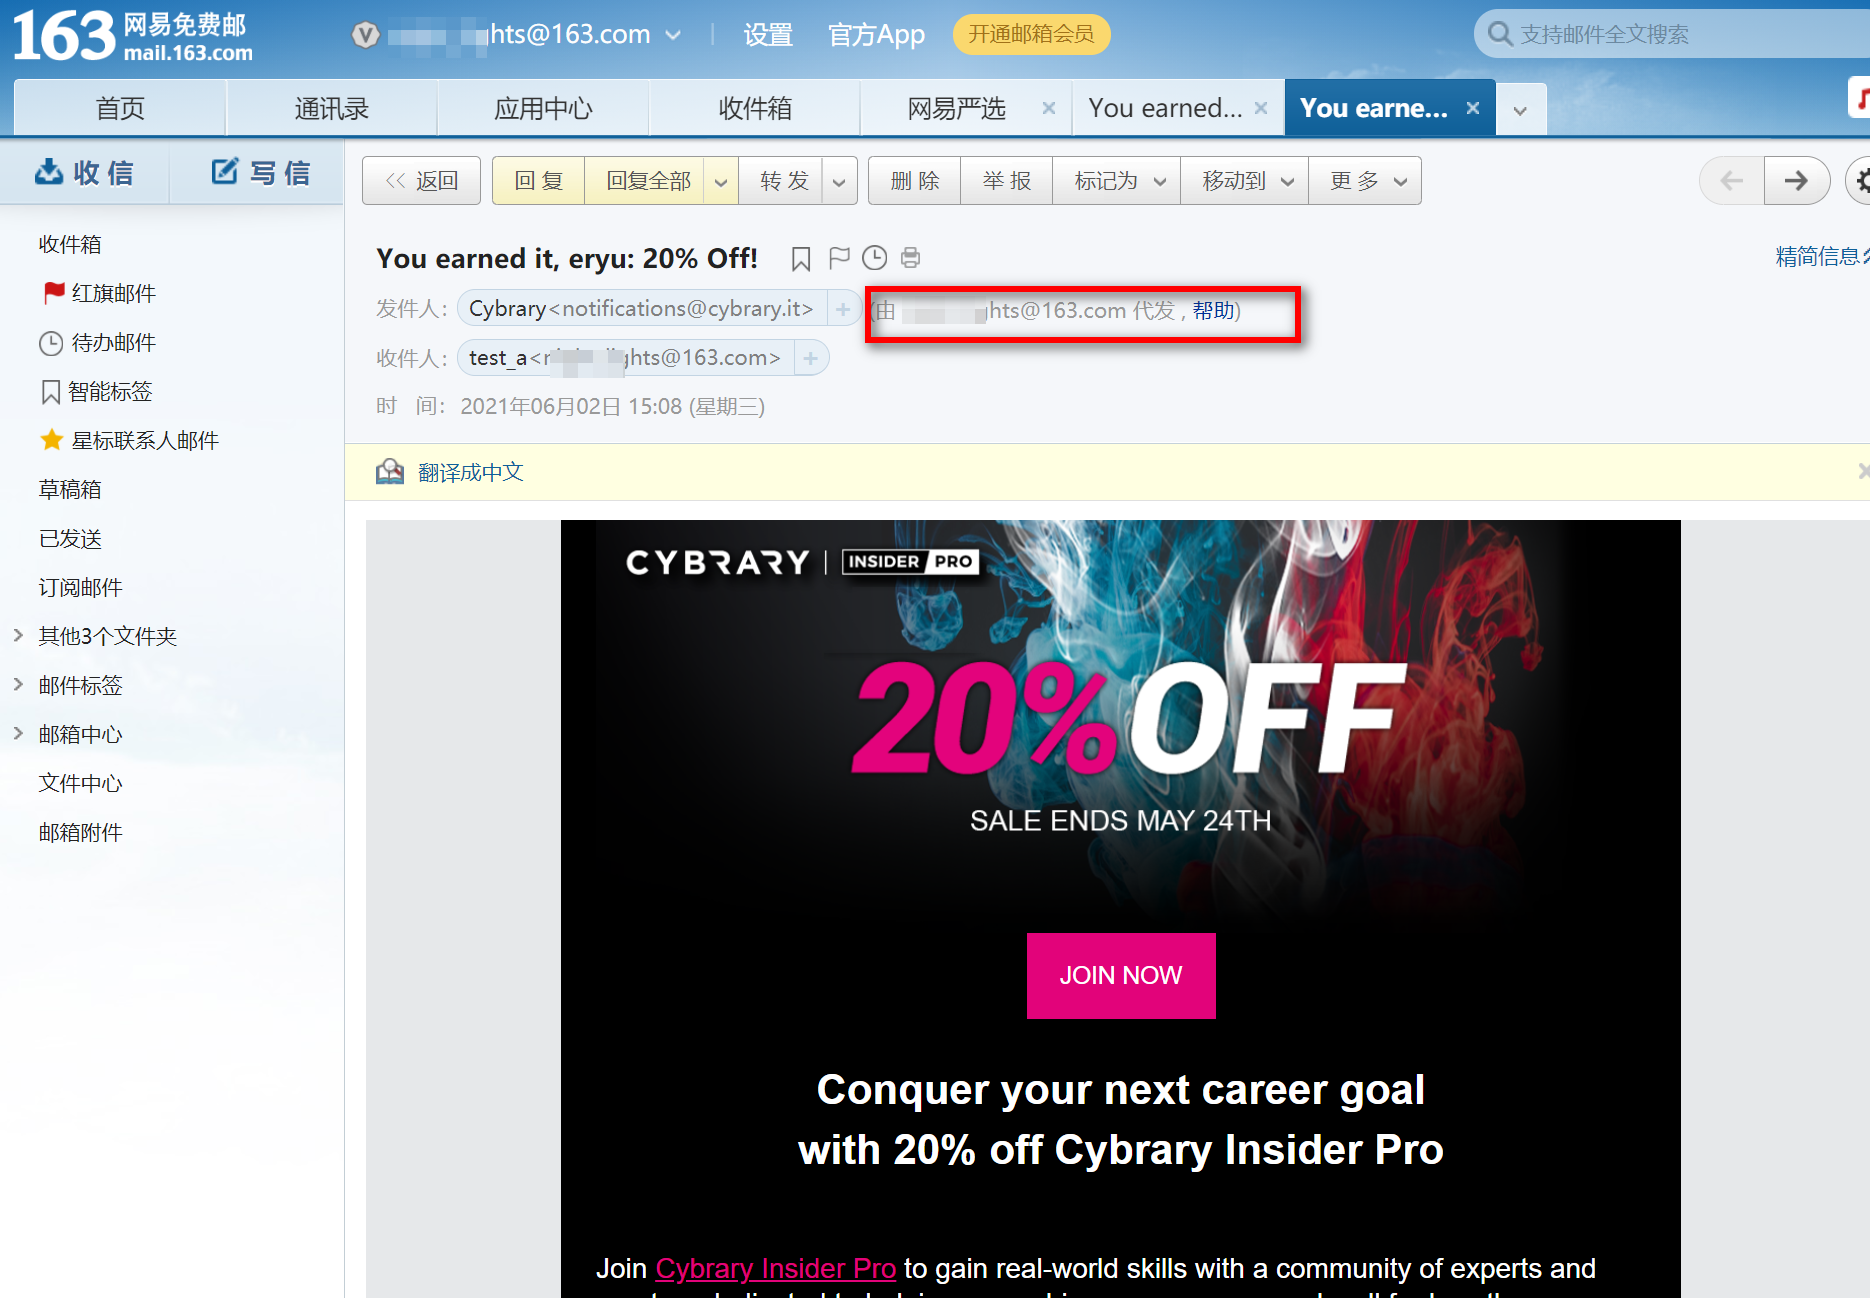 163 网易免费邮
mail.163.com
hts@163.com
设置
官方App
开通邮箱会员
支持邮件全文搜索
首页
通讯录
应用中心
收件箱
网易严选
You earned...
You earne...
收 信
写 信
<< 返回
回 复
回复全部
转 发
删 除
举 报
标记为
移动到
更 多
收件箱
红旗邮件
待办邮件
智能标签
星标联系人邮件
草稿箱
已发送
订阅邮件
其他3个文件夹
邮件标签
邮箱中心
文件中心
邮箱附件
You earned it, eryu: 20% Off!
精简信息
发件人： Cybrary<notifications@cybrary.it> + (由 hts@163.com 代发 , 帮助)
收件人： test_a< ghts@163.com> +
时 间： 2021年06月02日 15:08 (星期三)
翻译成中文
CYBRARY | INSIDER PRO
20% OFF
SALE ENDS MAY 24TH
JOIN NOW
Conquer your next career goal
with 20% off Cybrary Insider Pro
Join Cybrary Insider Pro to gain real-world skills with a community of experts and